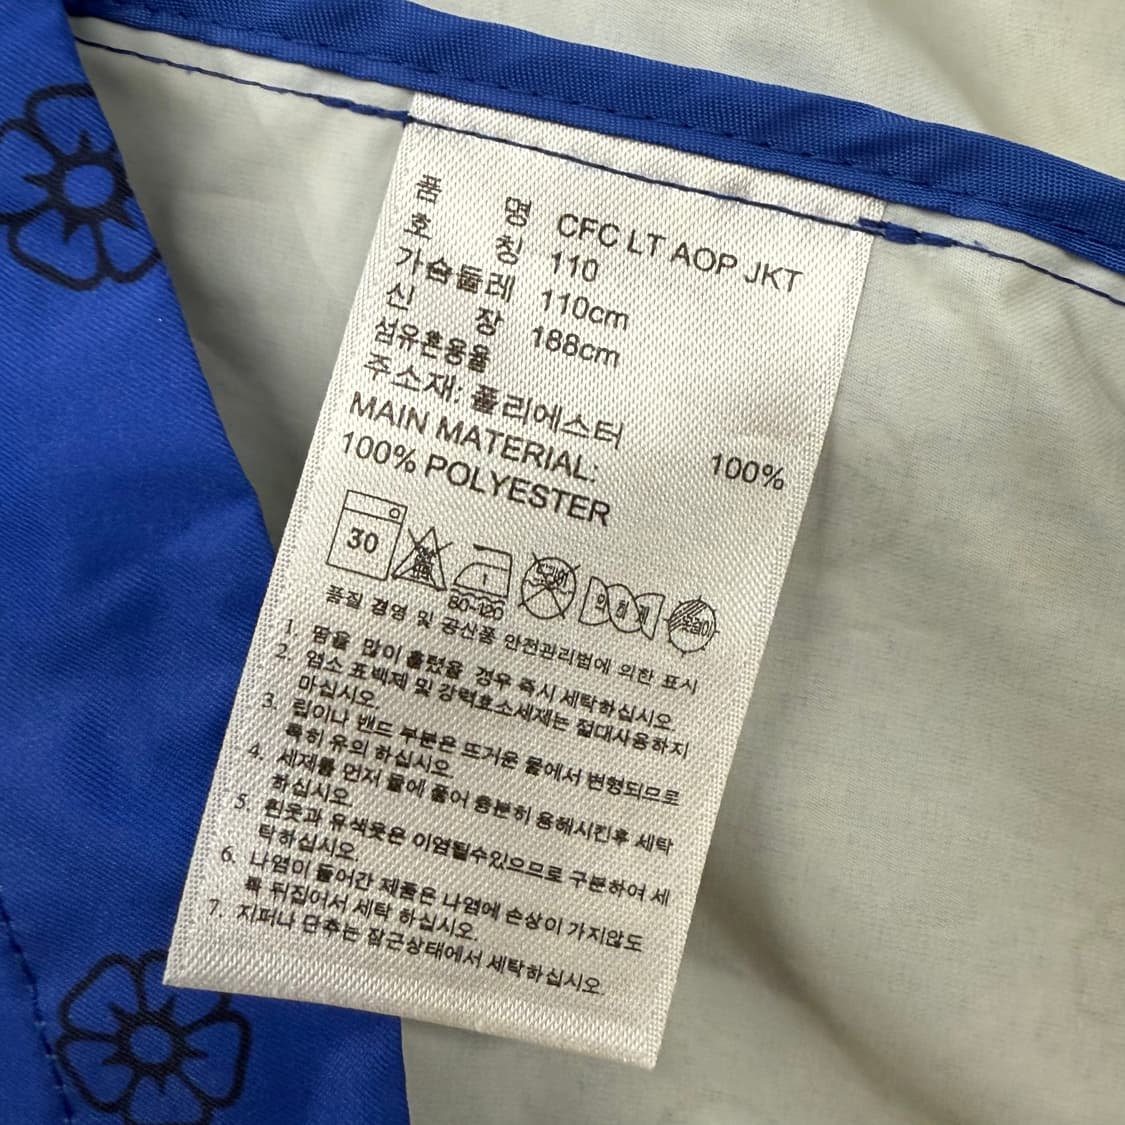 품 명 CFC LT AOP JKT
호 칭 110
가슴둘레 110cm
신 장 188cm
섬유혼용율
주소재: 폴리에스터 100%
MAIN MATERIAL:
100% POLYESTER
30 80-120
품질 경영 및 공산품 안전관리법에 의한 표시
1. 땀을 많이 흘렸을 경우 즉시 세탁하십시오.
2. 염소 표백제 및 강력효소세제는 절대사용하지
마십시오.
3. 립이나 밴드 부분은 뜨거운 물에서 변형되므로
특히 유의 하십시오.
4. 세제를 먼저 물에 풀어 충분히 용해시킨후 세탁
하십시오.
5. 흰옷과 유색옷은 이염될수있으므로 구분하여 세
탁하십시오.
6. 나염이 들어간 제품은 나염에 손상이 가지않도
록 뒤집어서 세탁 하십시오.
7. 지퍼나 단추는 잠근상태에서 세탁하십시오.